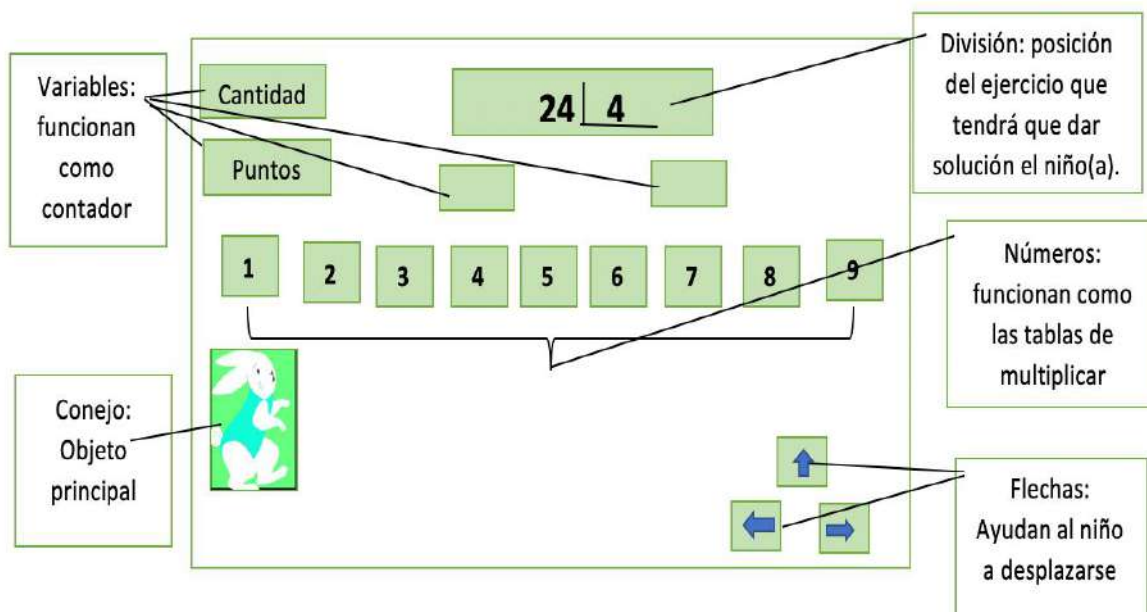 Variables:
funcionan
como
contador
Cantidad
Puntos
24 4
División: posición
del ejercicio que
tendrá que dar
solución el niño(a).
1 2 3 4 5 6 7 8 9
Números:
funcionan como
las tablas de
multiplicar
Conejo:
Objeto
principal
Flechas:
Ayudan al niño
a desplazarse